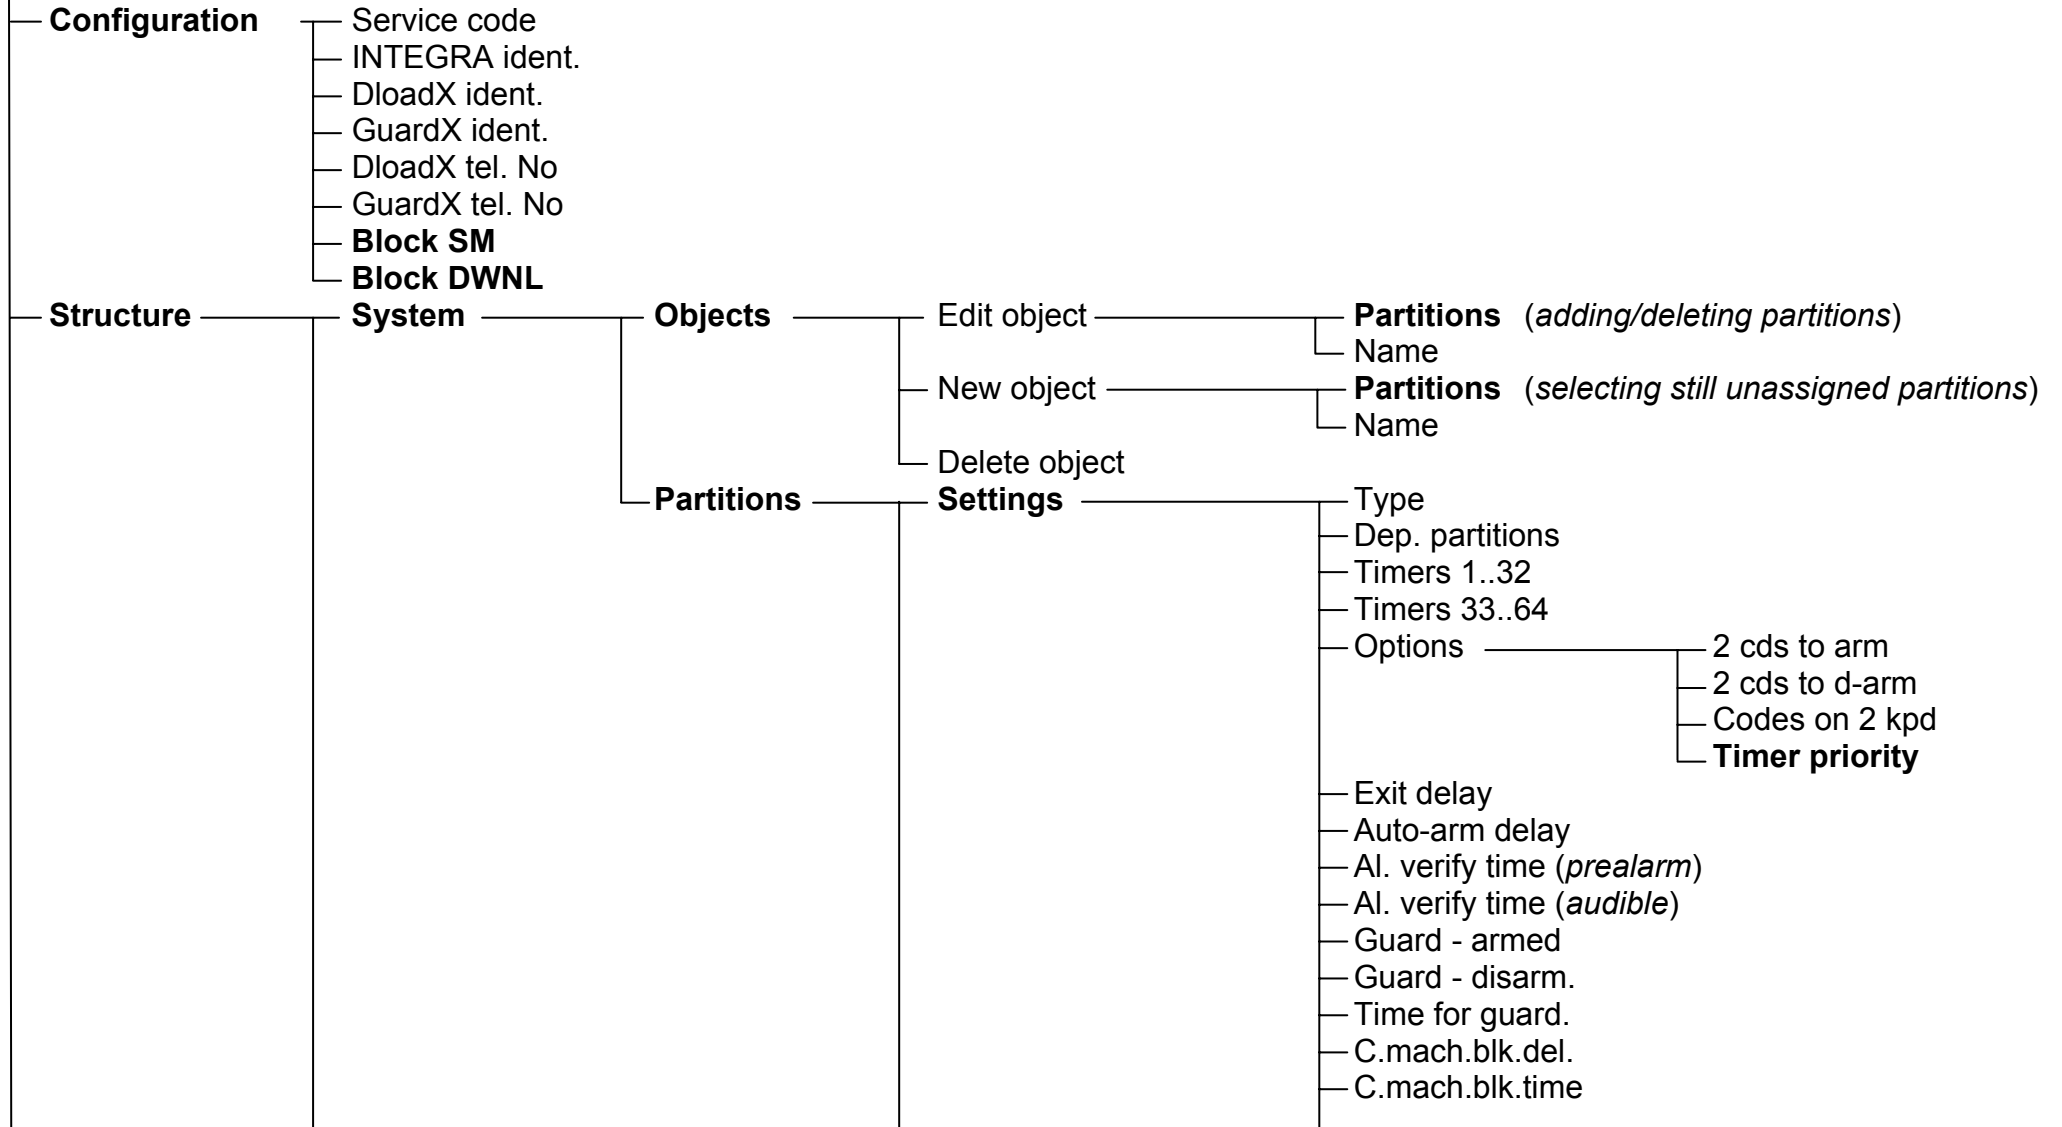 Configuration Service code
INTEGRA ident.
DloadX ident.
GuardX ident.
DloadX tel. No
GuardX tel. No
Block SM
Block DWNL
Structure System Objects Edit object Partitions (adding/deleting partitions)
Name
New object Partitions (selecting still unassigned partitions)
Name
Delete object
Partitions Settings Type
Dep. partitions
Timers 1..32
Timers 33..64
Options 2 cds to arm
2 cds to d-arm
Codes on 2 kpd
Timer priority
Exit delay
Auto-arm delay
Al. verify time (prealarm)
Al. verify time (audible)
Guard - armed
Guard - disarm.
Time for guard.
C.mach.blk.del.
C.mach.blk.time